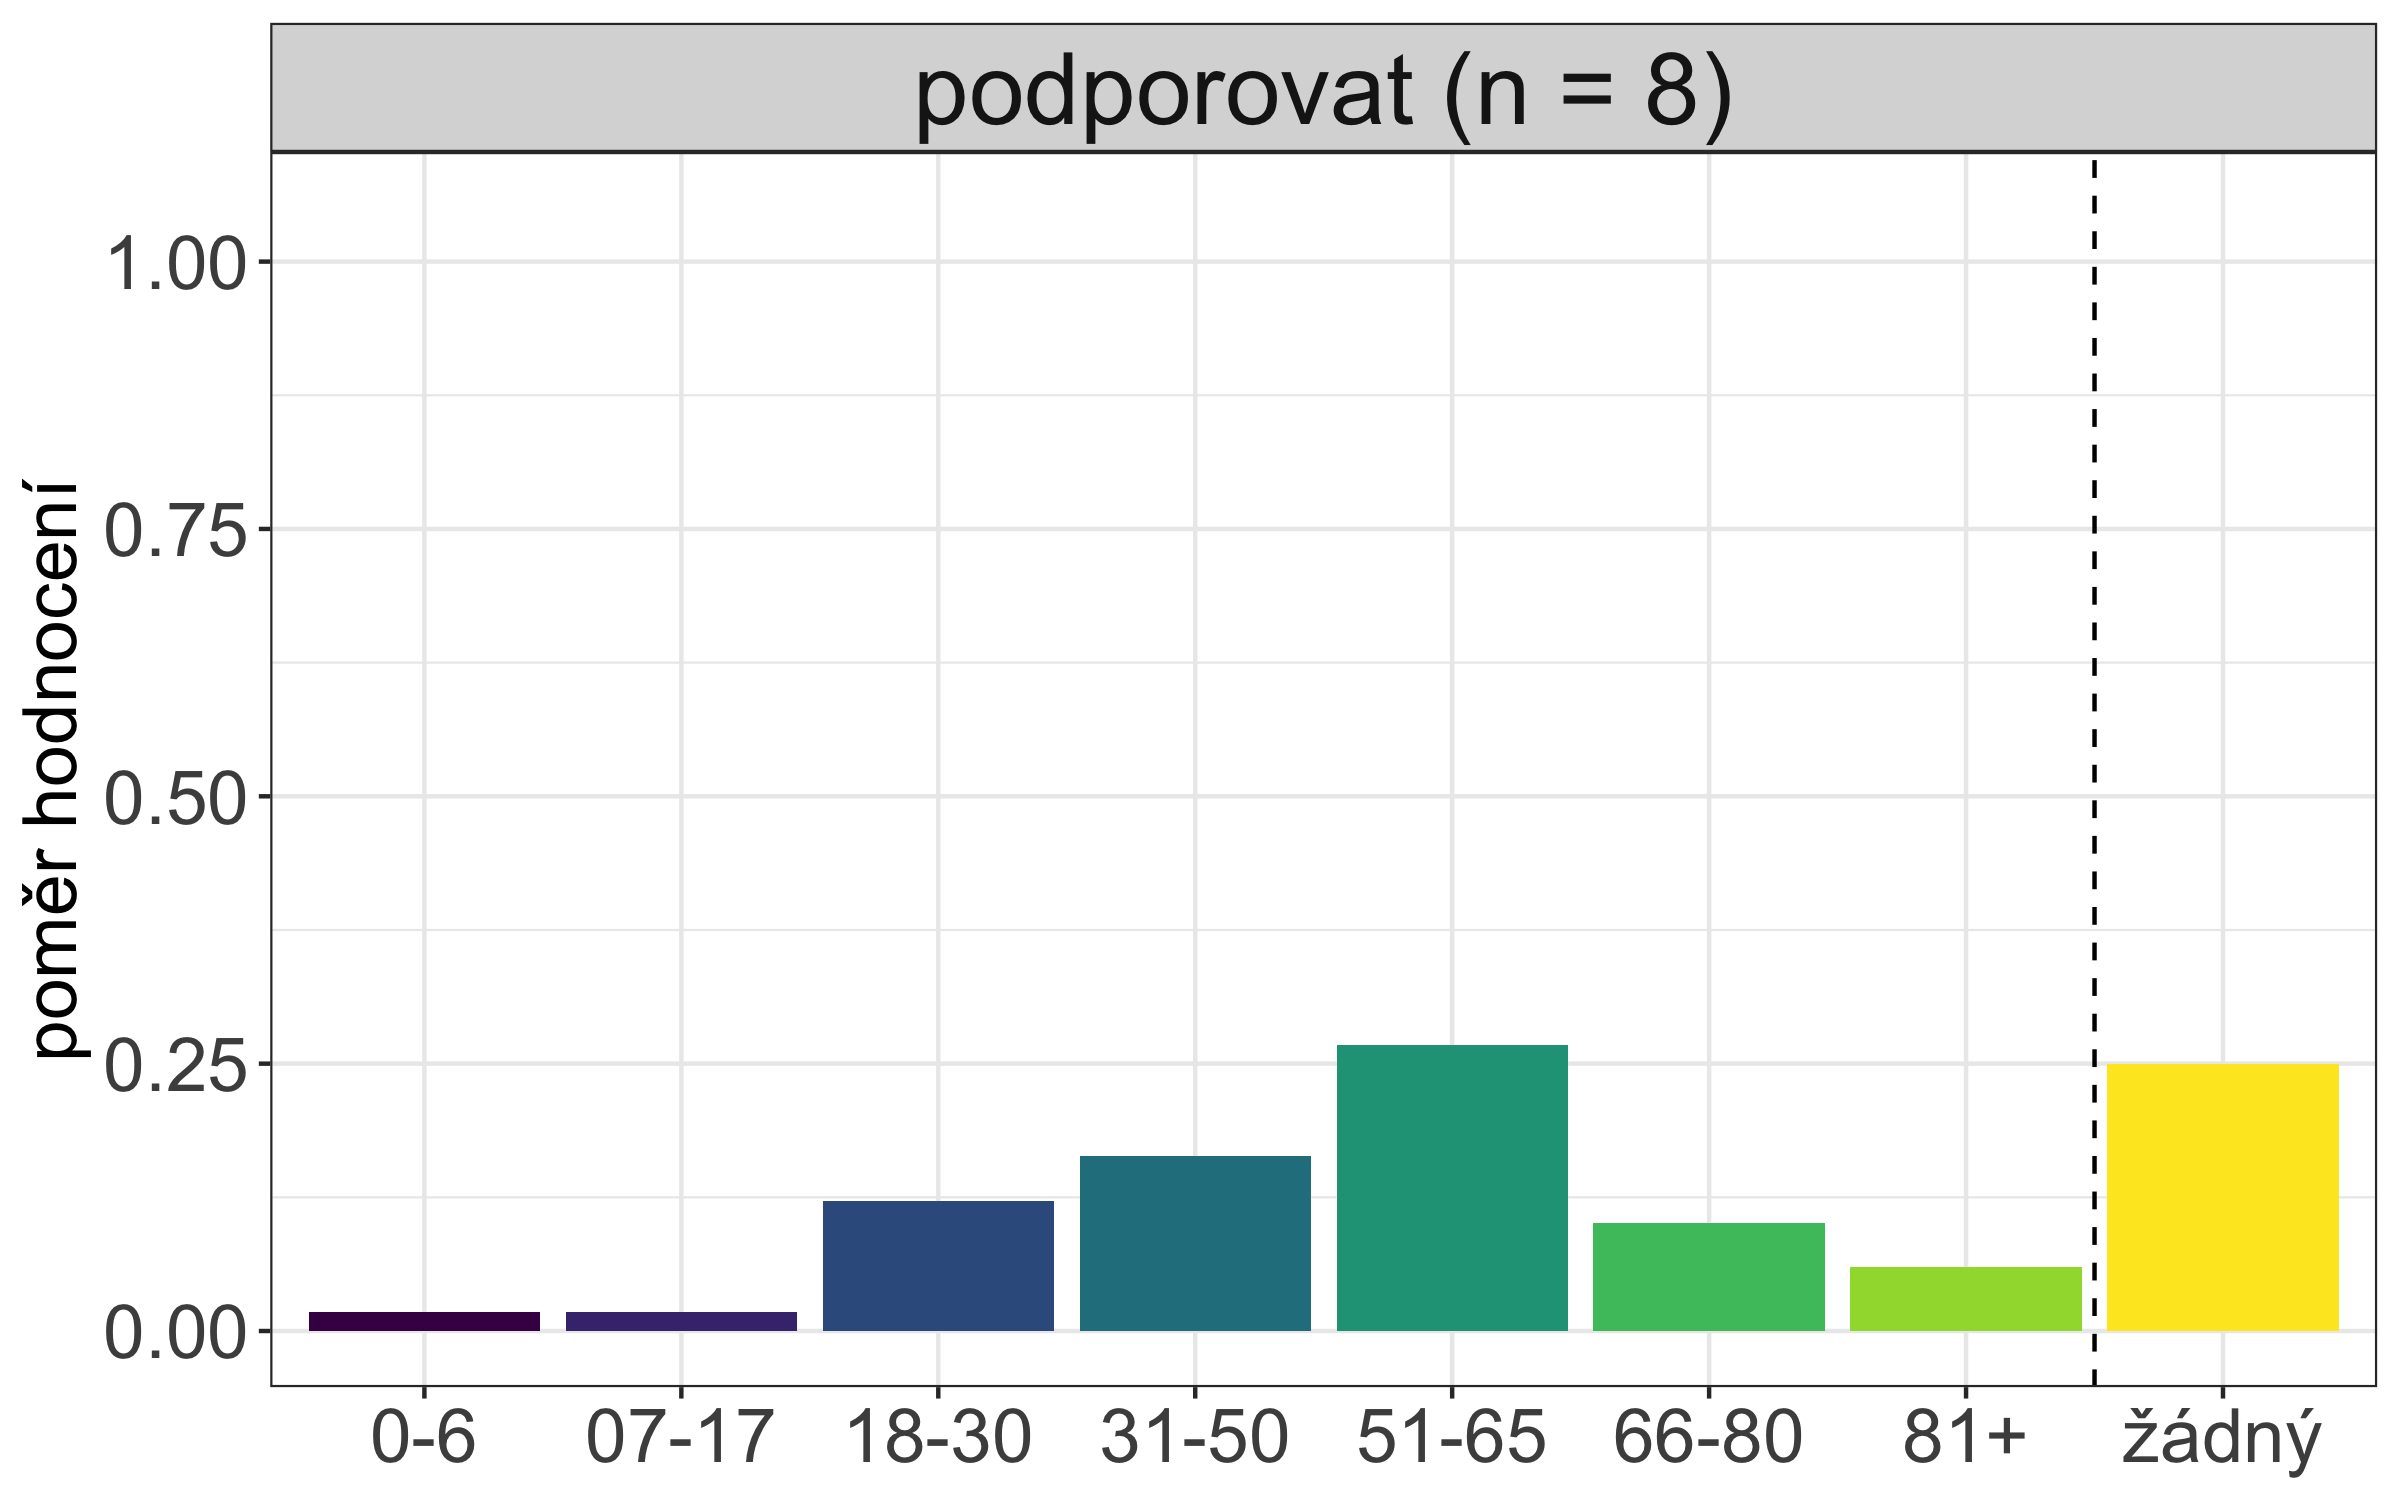 podporovat (n = 8)
poměr hodnocení
1.00
0.75
0.50
0.25
0.00
0-6 07-17 18-30 31-50 51-65 66-80 81+ žádný